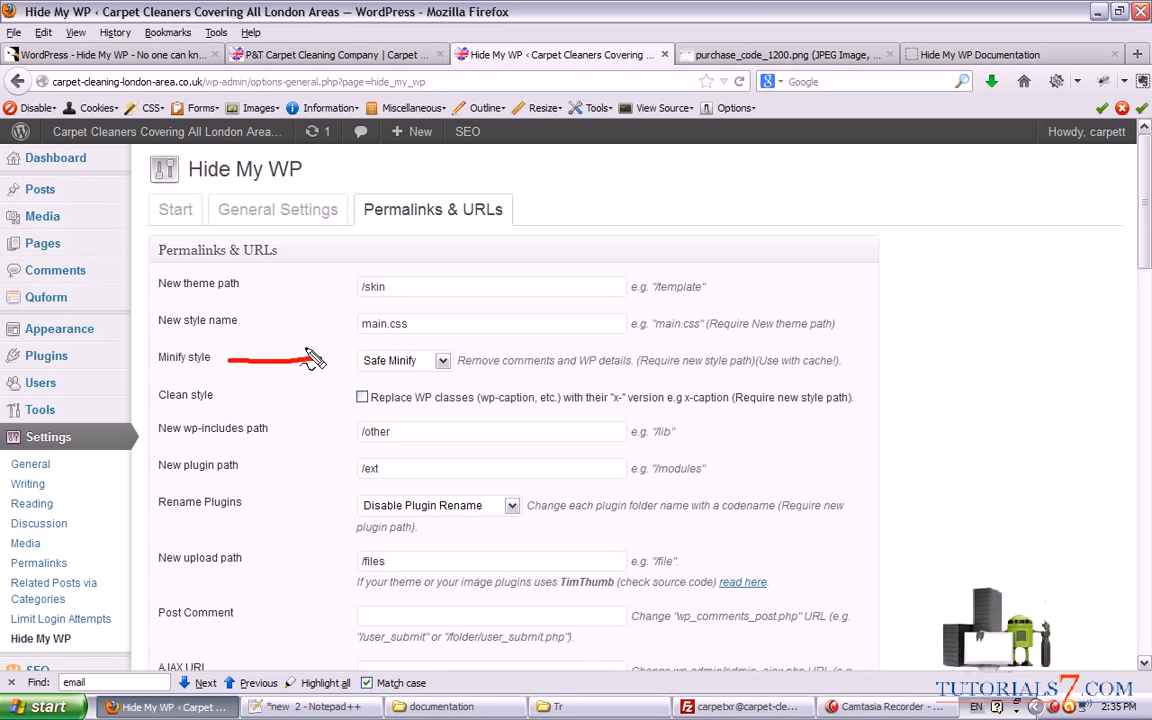 Hide My WP ‹ Carpet Cleaners Covering All London Areas — WordPress - Mozilla Firefox
File Edit View History Bookmarks Tools Help
WordPress - Hide My WP - No one can kn...
P&T Carpet Cleaning Company | Carpet ...
Hide My WP ‹ Carpet Cleaners Covering ...
purchase_code_1200.png (JPEG Image, ...
Hide My WP Documentation
carpet-cleaning-london-area.co.uk/wp-admin/options-general.php?page=hide_my_wp
Google
Disable Cookies CSS Forms Images Information Miscellaneous Outline Resize Tools View Source Options
Carpet Cleaners Covering All London Area... 1 New SEO Howdy, carpett
Dashboard
Posts
Media
Pages
Comments
Quform
Appearance
Plugins
Users
Tools
Settings
General
Writing
Reading
Discussion
Media
Permalinks
Related Posts via
Categories
Limit Login Attempts
Hide My WP
SEO
Hide My WP
Start General Settings Permalinks & URLs
Permalinks & URLs
New theme path /skin e.g. "/template"
New style name main.css e.g. "main.css" (Require New theme path)
Minify style Safe Minify Remove comments and WP details. (Require new style path)(Use with cache!).
Clean style Replace WP classes (wp-caption, etc.) with their "x-" version e.g x-caption (Require new style path).
New wp-includes path /other e.g. "/lib"
New plugin path /ext e.g. "/modules"
Rename Plugins Disable Plugin Rename Change each plugin folder name with a codename (Require new
plugin path).
New upload path /files e.g. "/file".
If your theme or your image plugins uses TimThumb (check source code) read here.
Post Comment Change "wp_comments_post.php" URL (e.g.
"/user_submit" or "/folder/user_submit.php").
AJAX URL Change wp-admin/admin_ajax.php URL (e.g.
TUTORIALS7.COM
Find: email Next Previous Highlight all Match case
start
Hide My WP ‹ Carpet ...
*new 2 - Notepad++
documentation
Tr
carpetxr@carpet-cle...
Camtasia Recorder - ...
EN
2:35 PM